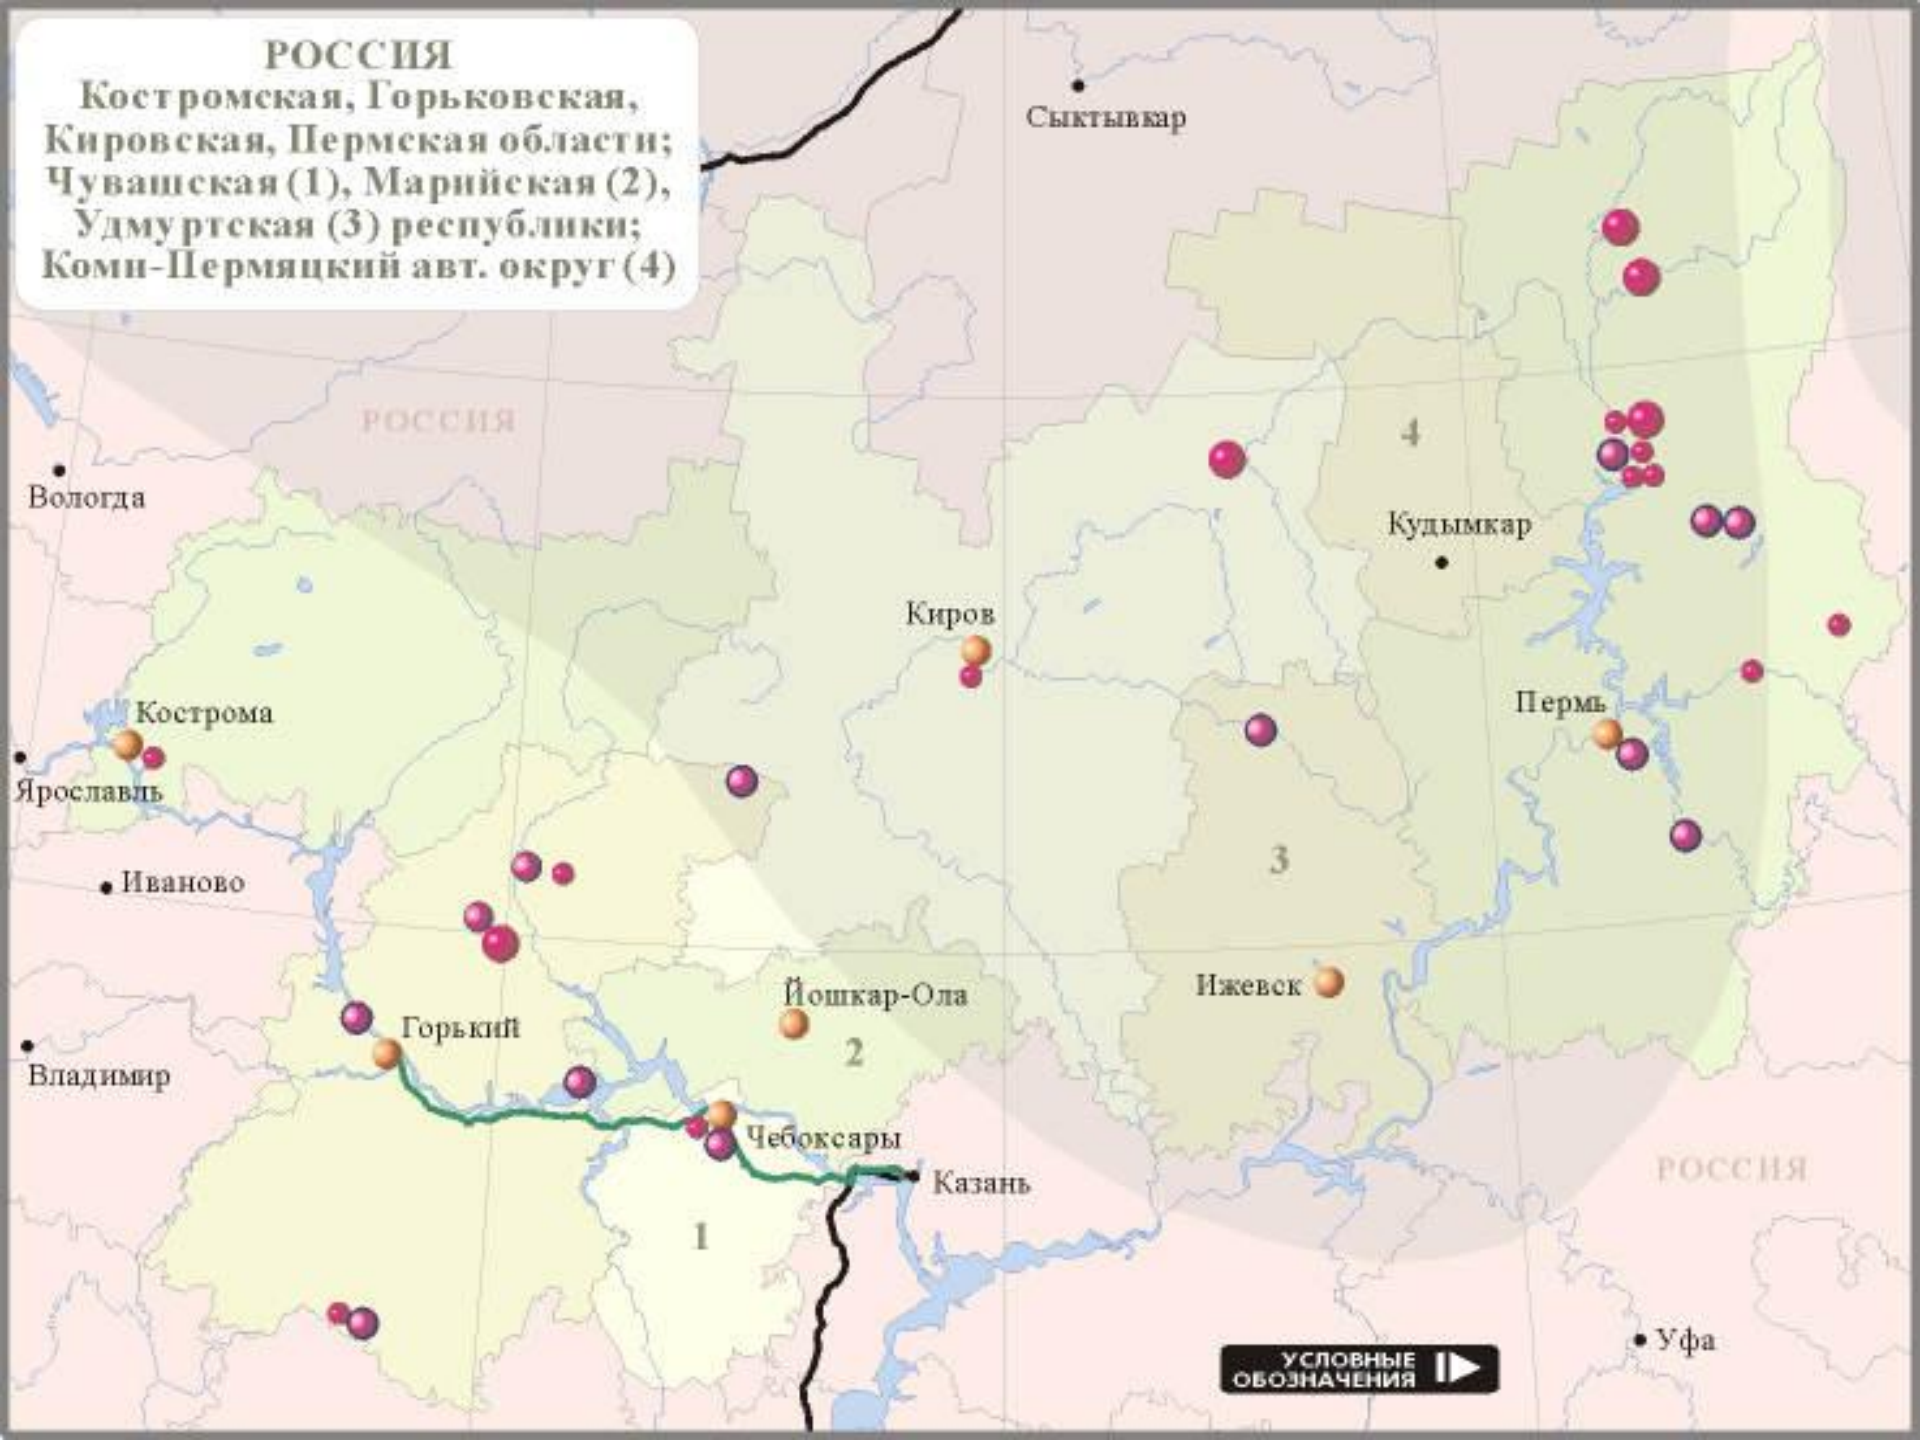 РОССИЯ
Костромская, Горьковская,
Кировская, Пермская области;
Чувашская (1), Марийская (2),
Удмуртская (3) республики;
Коми-Пермяцкий авт. округ (4)
Сыктывкар
РОССИЯ
4
Вологда
Кудымкар
Киров
Кострома
Пермь
Ярославль
3
Иваново
Ижевск
Йошкар-Ола
Горький
2
Владимир
Чебоксары
Казань
РОССИЯ
1
Уфа
УСЛОВНЫЕ
ОБОЗНАЧЕНИЯ